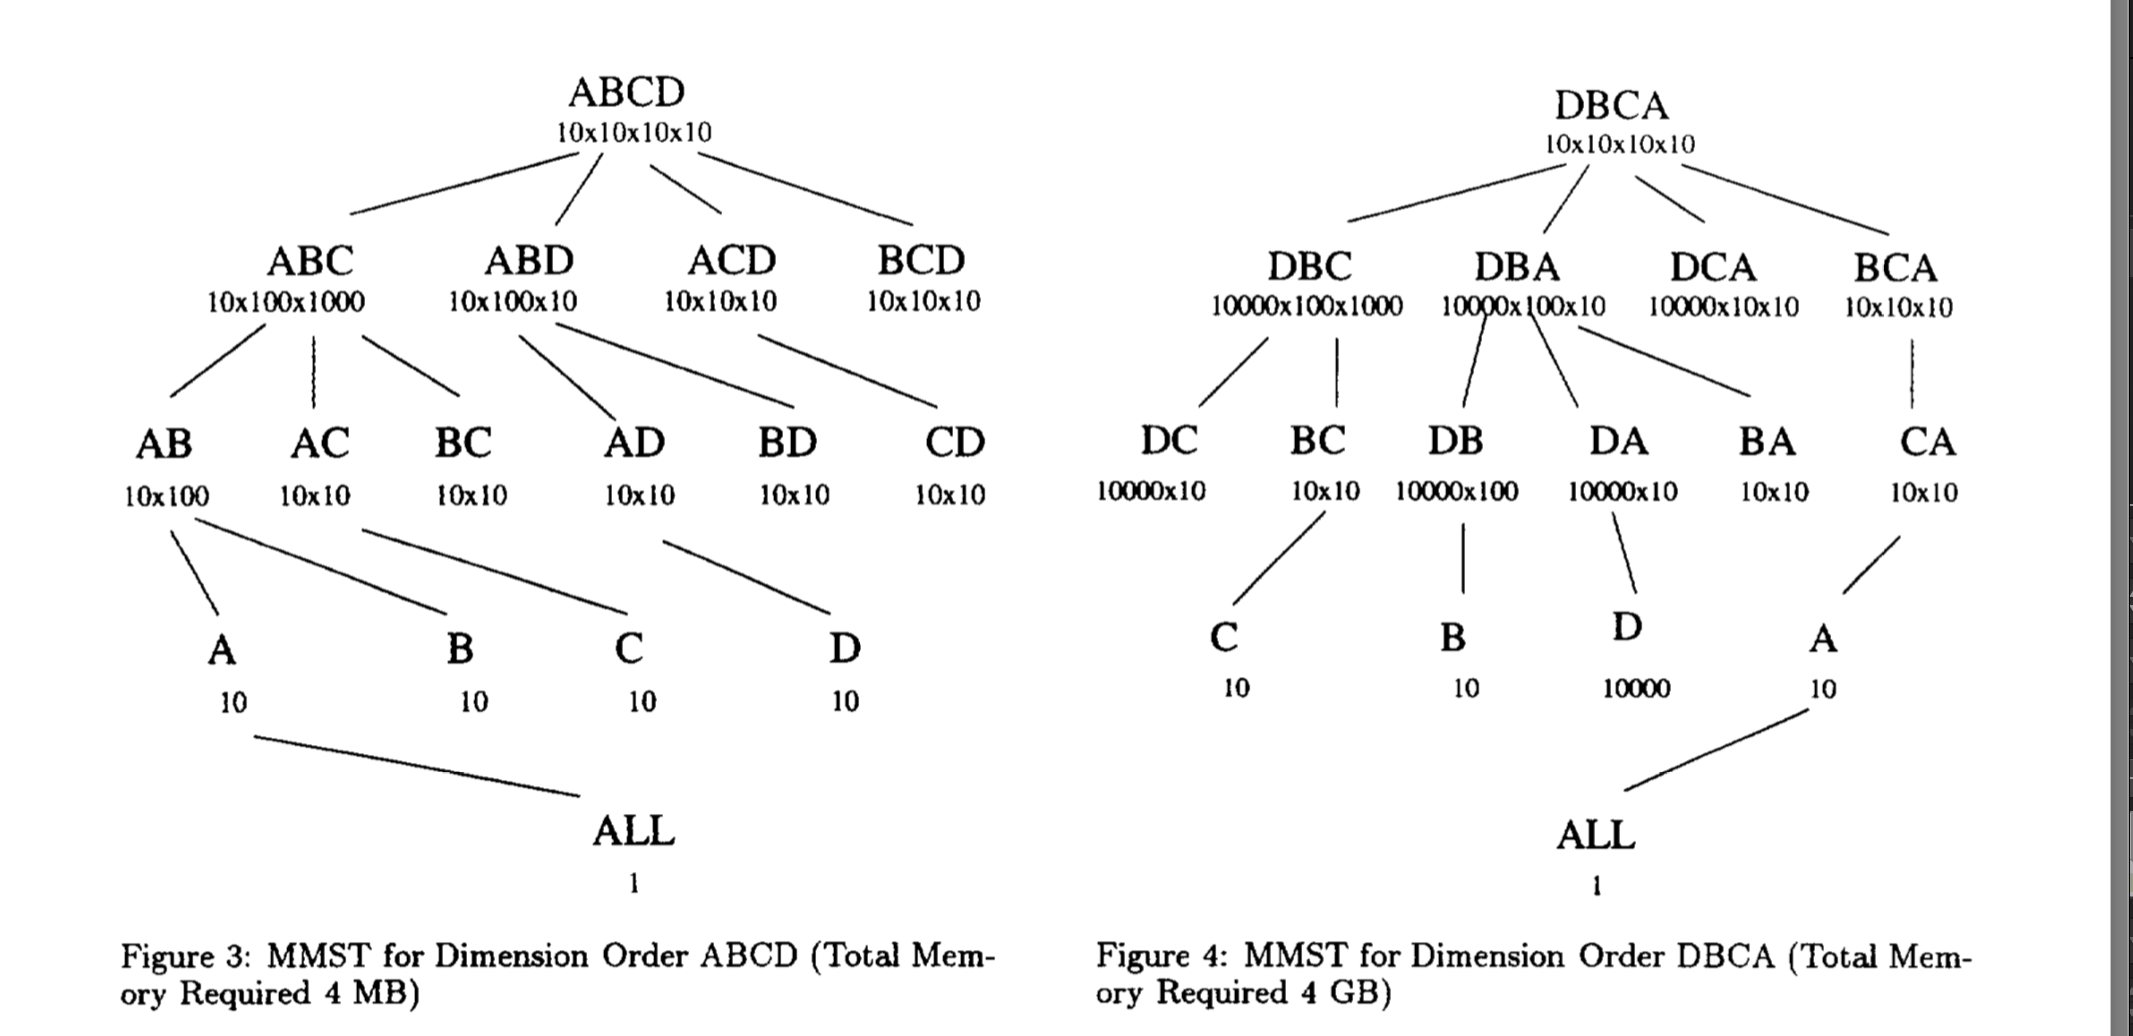 ABCD
10x10x10x10
ABC ABD ACD BCD
10x100x1000 10x100x10 10x10x10 10x10x10
AB AC BC AD BD CD
10x100 10x10 10x10 10x10 10x10 10x10
A B C D
10 10 10 10
ALL
1
Figure 3: MMST for Dimension Order ABCD (Total Mem-
ory Required 4 MB)
DBCA
10x10x10x10
DBC DBA DCA BCA
10000x100x1000 10000x100x10 10000x10x10 10x10x10
DC BC DB DA BA CA
10000x10 10x10 10000x100 10000x10 10x10 10x10
C B D A
10 10 10000 10
ALL
1
Figure 4: MMST for Dimension Order DBCA (Total Mem-
ory Required 4 GB)